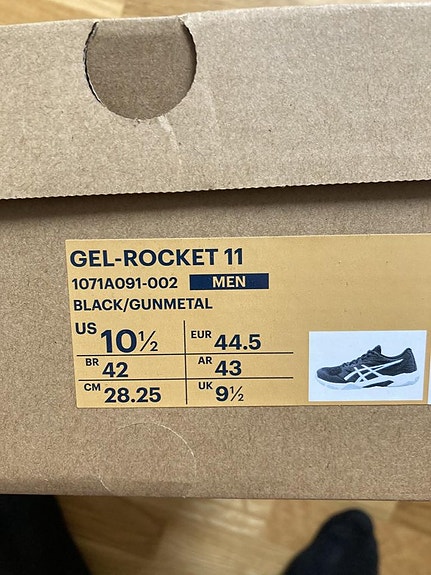 GEL-ROCKET 11
1071A091-002 MEN
BLACK/GUNMETAL
US 10½ EUR 44.5
BR 42 AR 43
CM 28.25 UK 9½